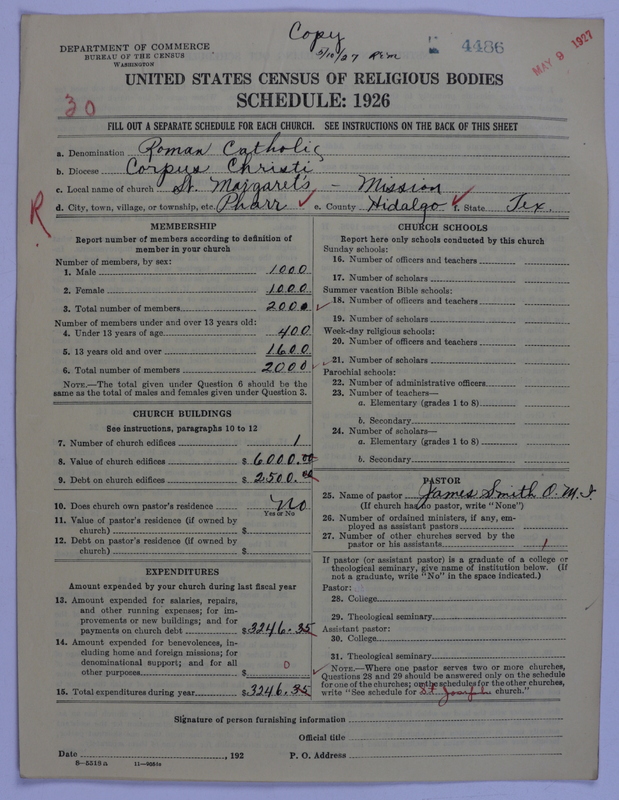 Copy
5/10/27 Rem
4486
MAY 9 1927
DEPARTMENT OF COMMERCE
BUREAU OF THE CENSUS
WASHINGTON
UNITED STATES CENSUS OF RELIGIOUS BODIES
SCHEDULE: 1926
30
FILL OUT A SEPARATE SCHEDULE FOR EACH CHURCH. SEE INSTRUCTIONS ON THE BACK OF THIS SHEET
a. Denomination Roman Catholic
b. Diocese Corpus Christi
c. Local name of church St. Margaret's - Mission
d. City, town, village, or township, etc. Pharr e. County Hidalgo f. State Tex.
R
MEMBERSHIP
Report number of members according to definition of
member in your church
Number of members, by sex:
1. Male 1000
2. Female 1000
3. Total number of members 2000
Number of members under and over 13 years old:
4. Under 13 years of age 400
5. 13 years old and over 1600
6. Total number of members 2000
NOTE.—The total given under Question 6 should be the
same as the total of males and females given under Question 3.
CHURCH BUILDINGS
See instructions, paragraphs 10 to 12
7. Number of church edifices 1
8. Value of church edifices $ 6000.00
9. Debt on church edifices $ 2500.00
10. Does church own pastor's residence No
Yes or No
11. Value of pastor's residence (if owned by
church) $
12. Debt on pastor's residence (if owned by
church) $
EXPENDITURES
Amount expended by your church during last fiscal year
13. Amount expended for salaries, repairs,
and other running expenses; for im-
provements or new buildings; and for
payments on church debt $ 3246.35
14. Amount expended for benevolences, in-
cluding home and foreign missions; for
denominational support; and for all
other purposes $ 0
15. Total expenditures during year $ 3246.35
CHURCH SCHOOLS
Report here only schools conducted by this church
Sunday schools:
16. Number of officers and teachers
17. Number of scholars
Summer vacation Bible schools:
18. Number of officers and teachers
19. Number of scholars
Week-day religious schools:
20. Number of officers and teachers
21. Number of scholars
Parochial schools:
22. Number of administrative officers
23. Number of teachers—
a. Elementary (grades 1 to 8)
b. Secondary
24. Number of scholars—
a. Elementary (grades 1 to 8)
b. Secondary
PASTOR
25. Name of pastor James Smith O.M.I
(If church has no pastor, write "None")
26. Number of ordained ministers, if any, em-
ployed as assistant pastors
27. Number of other churches served by the
pastor or his assistants 1
If pastor (or assistant pastor) is a graduate of a college or
theological seminary, give name of institution below. (If
not a graduate, write "No" in the space indicated.)
Pastor:
28. College
29. Theological seminary
Assistant pastor:
30. College
31. Theological seminary
NOTE.—Where one pastor serves two or more churches,
Questions 28 and 29 should be answered only on the schedule
for one of the churches; on the schedules for the other churches,
write "See schedule for St Joseph church."
Signature of person furnishing information
Official title
Date , 192 P. O. Address
8-5518a 11-9684a